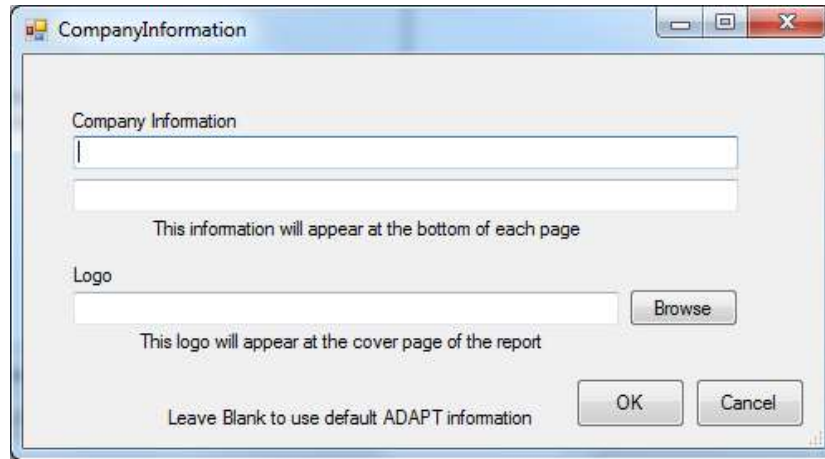 CompanyInformation
Company Information
This information will appear at the bottom of each page
Logo
Browse
This logo will appear at the cover page of the report
OK
Cancel
Leave Blank to use default ADAPT information